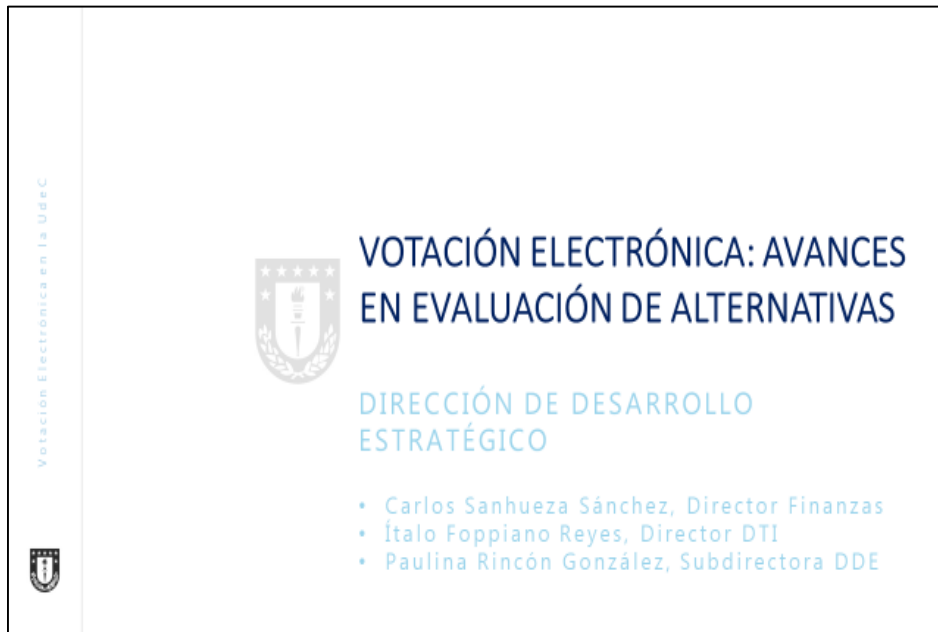 Votación Electrónica en la UdeC
VOTACIÓN ELECTRÓNICA: AVANCES
EN EVALUACIÓN DE ALTERNATIVAS
DIRECCIÓN DE DESARROLLO
ESTRATÉGICO
• Carlos Sanhueza Sánchez, Director Finanzas
• Ítalo Foppiano Reyes, Director DTI
• Paulina Rincón González, Subdirectora DDE